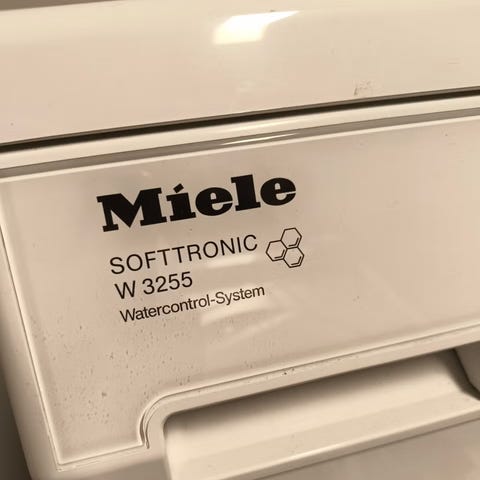 Miele
SOFTTRONIC
W 3255
Watercontrol-System